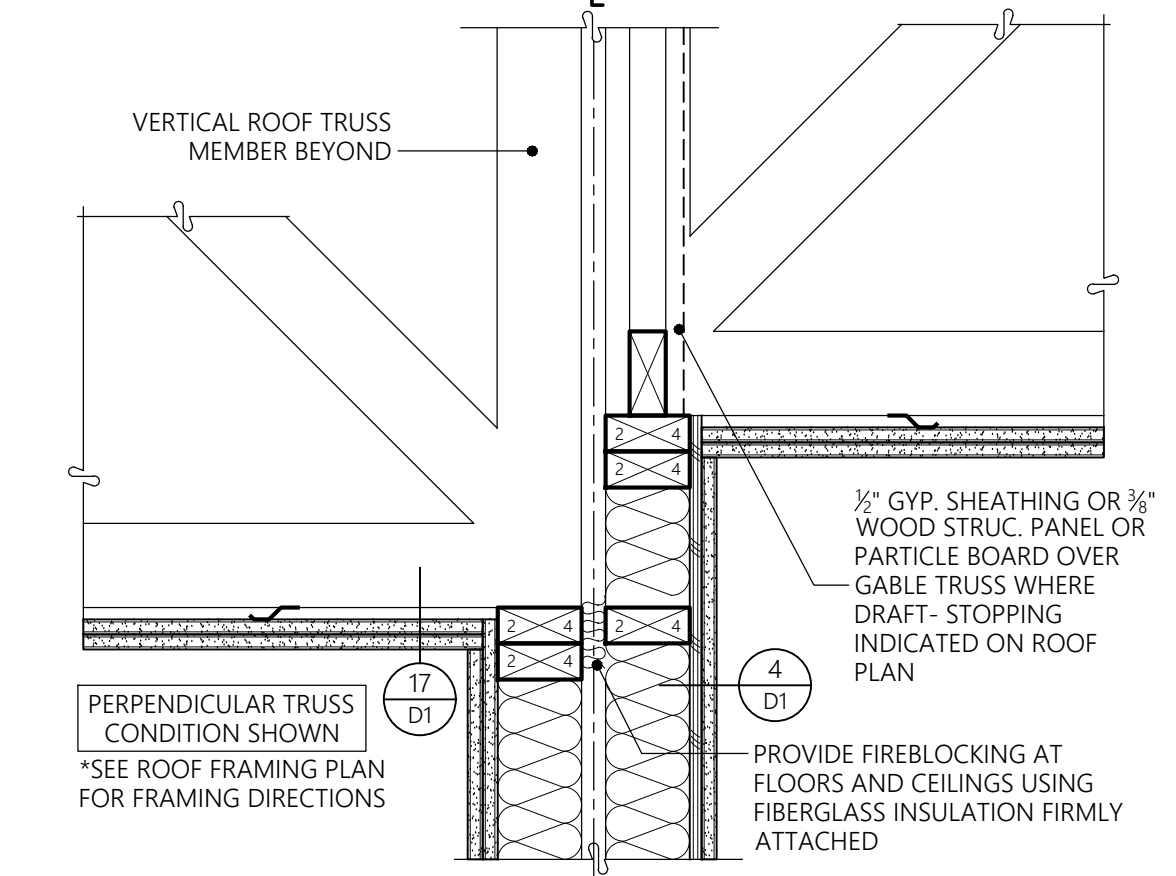 L
VERTICAL ROOF TRUSS
MEMBER BEYOND
2 4
2 4
½" GYP. SHEATHING OR ⅜"
WOOD STRUC. PANEL OR
PARTICLE BOARD OVER
GABLE TRUSS WHERE
DRAFT- STOPPING
INDICATED ON ROOF
PLAN
2 4
2 4
2 4
17
D1
4
D1
PERPENDICULAR TRUSS
CONDITION SHOWN
*SEE ROOF FRAMING PLAN
FOR FRAMING DIRECTIONS
PROVIDE FIREBLOCKING AT
FLOORS AND CEILINGS USING
FIBERGLASS INSULATION FIRMLY
ATTACHED